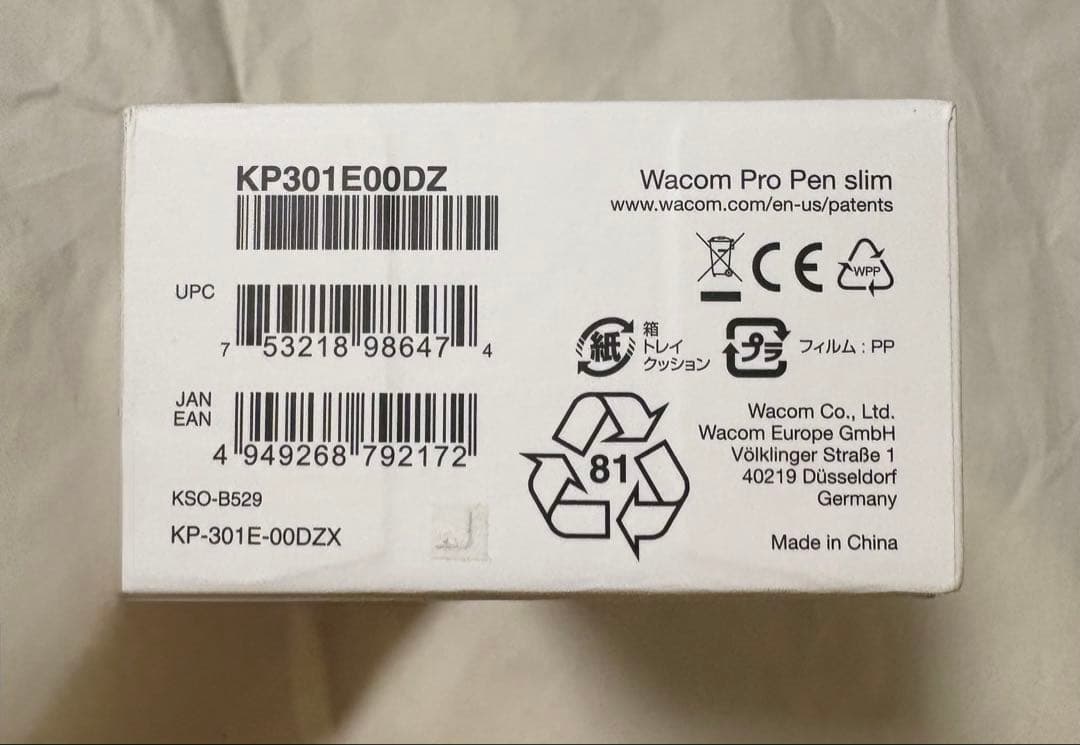 KP301E00DZ
UPC
7 53218 98647 4
JAN
EAN
4 949268 792172
KSO-B529
KP-301E-00DZX
Wacom Pro Pen slim
www.wacom.com/en-us/patents
CE
WPP
紙
箱
トレイ
クッション
プラ
フィルム : PP
81
Wacom Co., Ltd.
Wacom Europe GmbH
Völklinger Straße 1
40219 Düsseldorf
Germany
Made in China